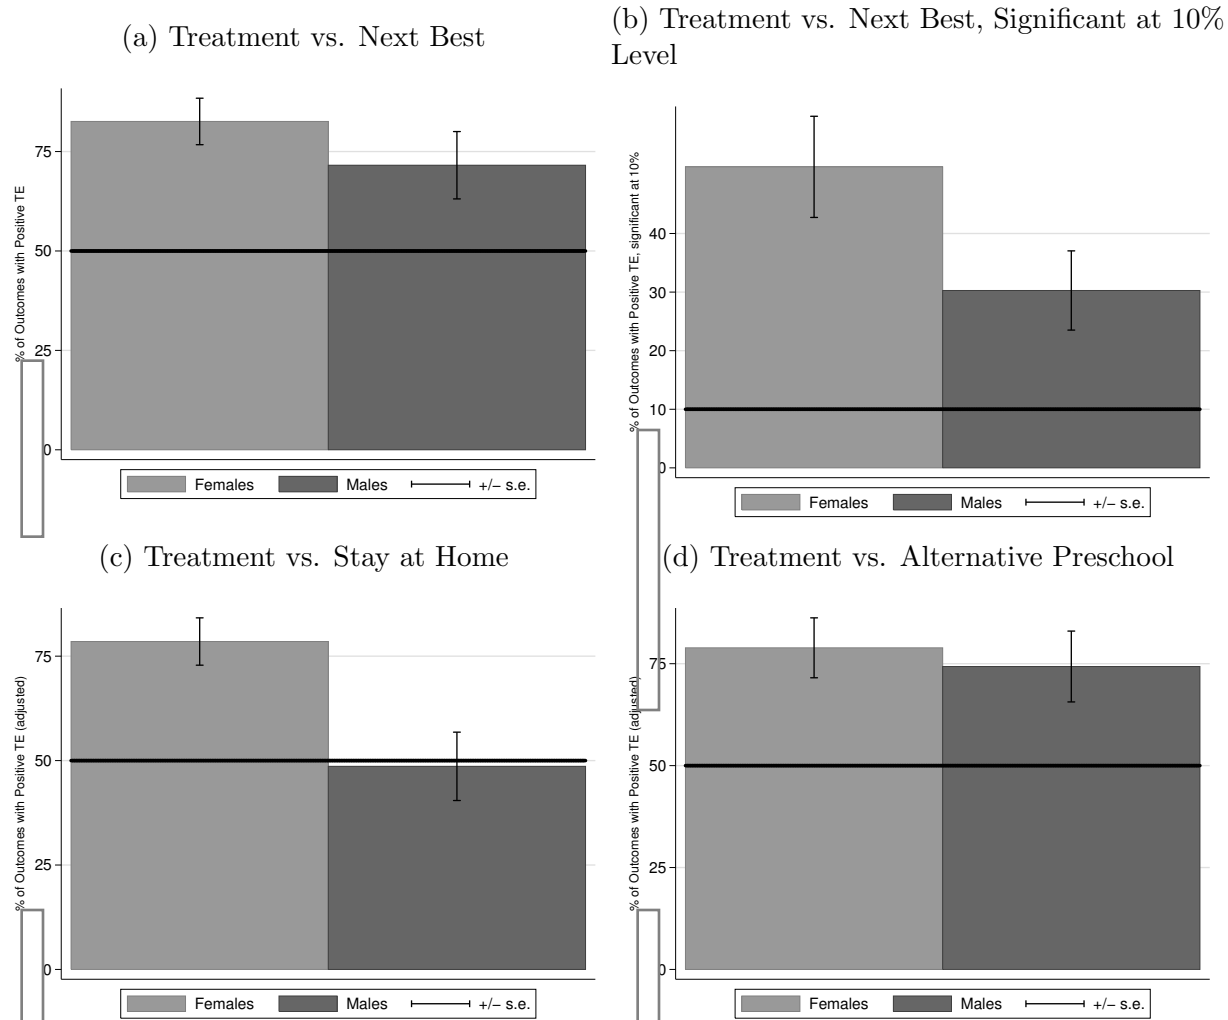 (a) Treatment vs. Next Best
% of Outcomes with Positive TE
75
50
25
0
Females Males +/− s.e.
(b) Treatment vs. Next Best, Significant at 10%
Level
% of Outcomes with Positive TE, significant at 10%
40
30
20
10
0
Females Males +/− s.e.
(c) Treatment vs. Stay at Home
% of Outcomes with Positive TE (adjusted)
75
50
25
0
Females Males +/− s.e.
(d) Treatment vs. Alternative Preschool
% of Outcomes with Positive TE (adjusted)
75
50
25
0
Females Males +/− s.e.